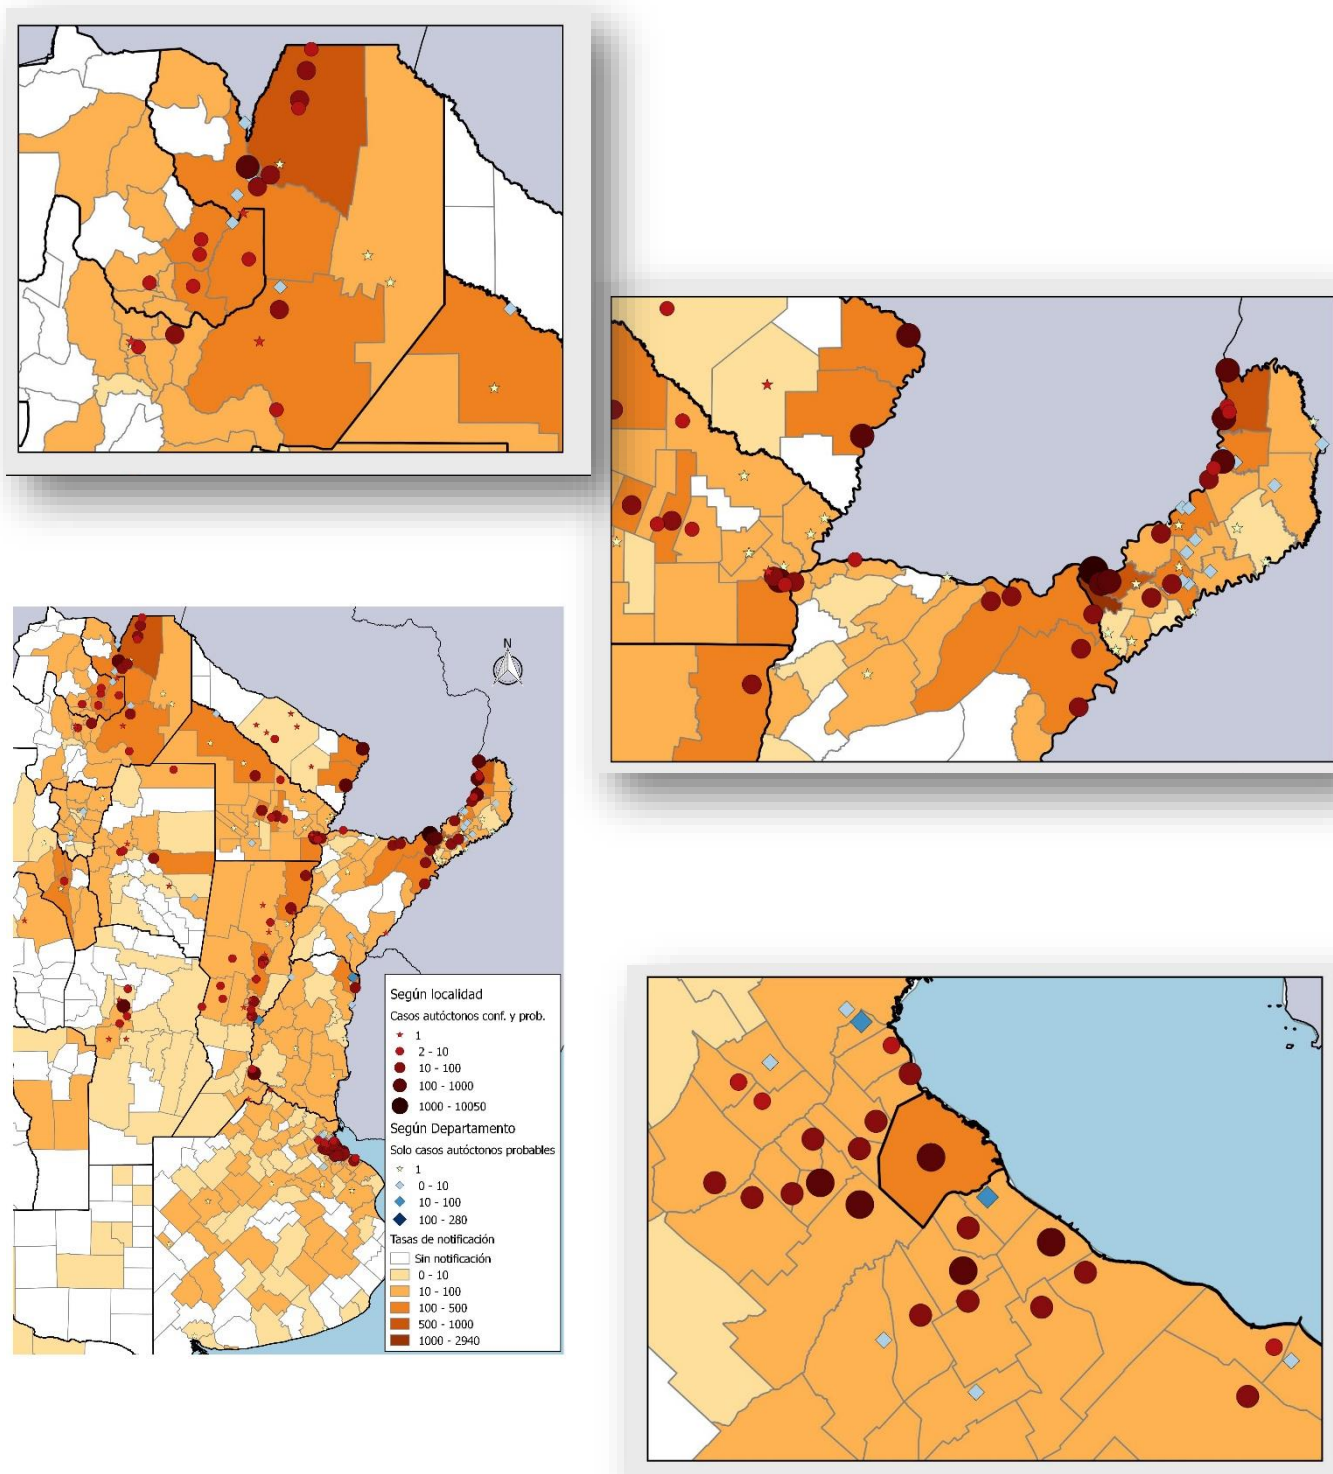 N
Según localidad
Casos autóctonos conf. y prob.
1
2 - 10
10 - 100
100 - 1000
1000 - 10050
Según Departamento
Solo casos autóctonos probables
1
0 - 10
10 - 100
100 - 280
Tasas de notificación
Sin notificación
0 - 10
10 - 100
100 - 500
500 - 1000
1000 - 2940